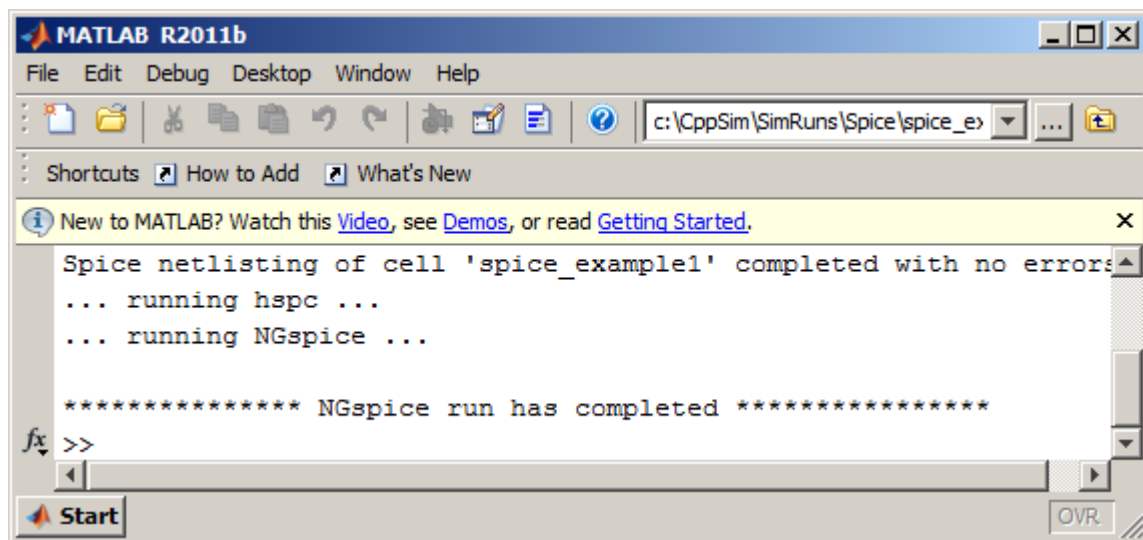 MATLAB R2011b
File Edit Debug Desktop Window Help
c:\CppSim\SimRuns\Spice\spice_ex ...
Shortcuts How to Add What's New
New to MATLAB? Watch this Video, see Demos, or read Getting Started.
Spice netlisting of cell 'spice_example1' completed with no errors
... running hspc ...
... running NGspice ...
*************** NGspice run has completed ****************
fx >>
Start OVR